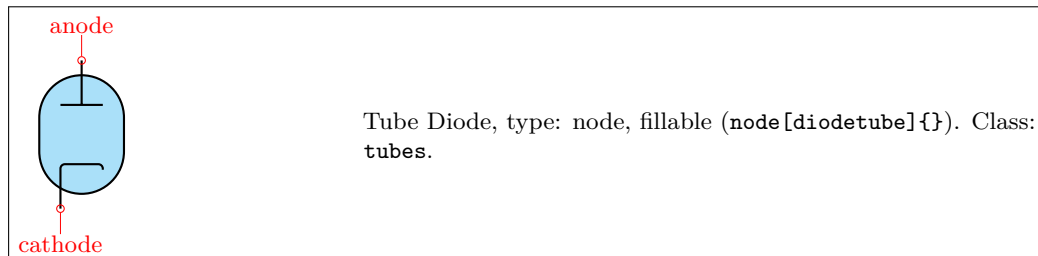 anode
Tube Diode, type: node, fillable (node[diodetube]{}). Class:
tubes.
cathode